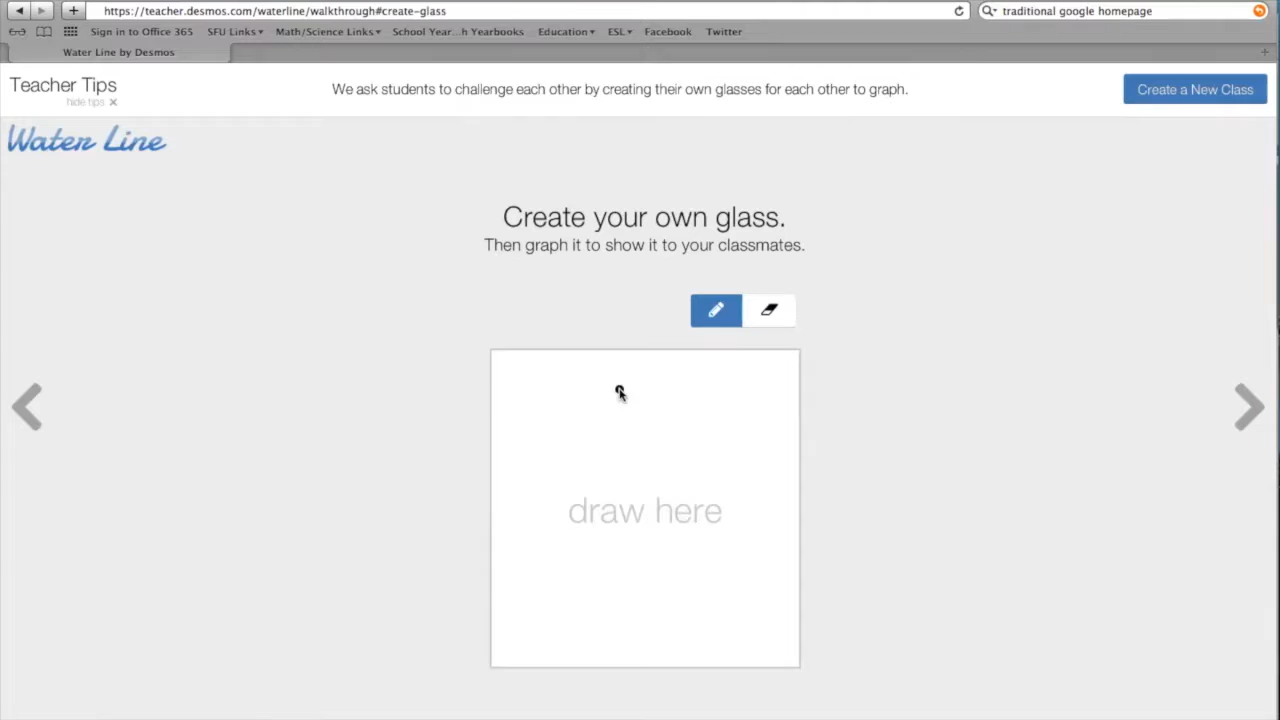 https://teacher.desmos.com/waterline/walkthrough#create-glass
traditional google homepage
Sign in to Office 365 SFU Links▾ Math/Science Links▾ School Year...h Yearbooks Education▾ ESL▾ Facebook Twitter
Water Line by Desmos
Teacher Tips
hide tips ×
We ask students to challenge each other by creating their own glasses for each other to graph.
Create a New Class
Water Line
Create your own glass.
Then graph it to show it to your classmates.
draw here